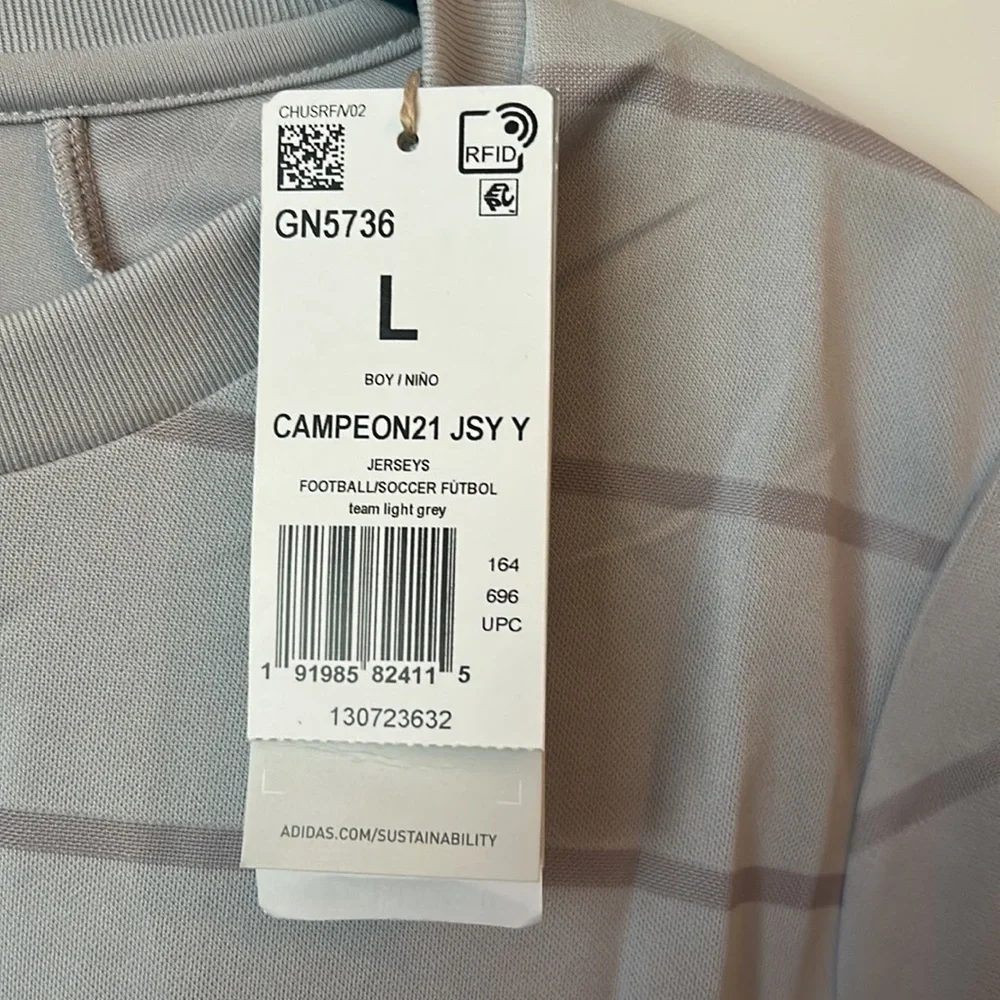 CHUSRF/V02
RFID
EPC
GN5736
L
BOY / NIÑO
CAMPEON21 JSY Y
JERSEYS
FOOTBALL/SOCCER FÚTBOL
team light grey
164
696
UPC
1 91985 82411 5
130723632
ADIDAS.COM/SUSTAINABILITY